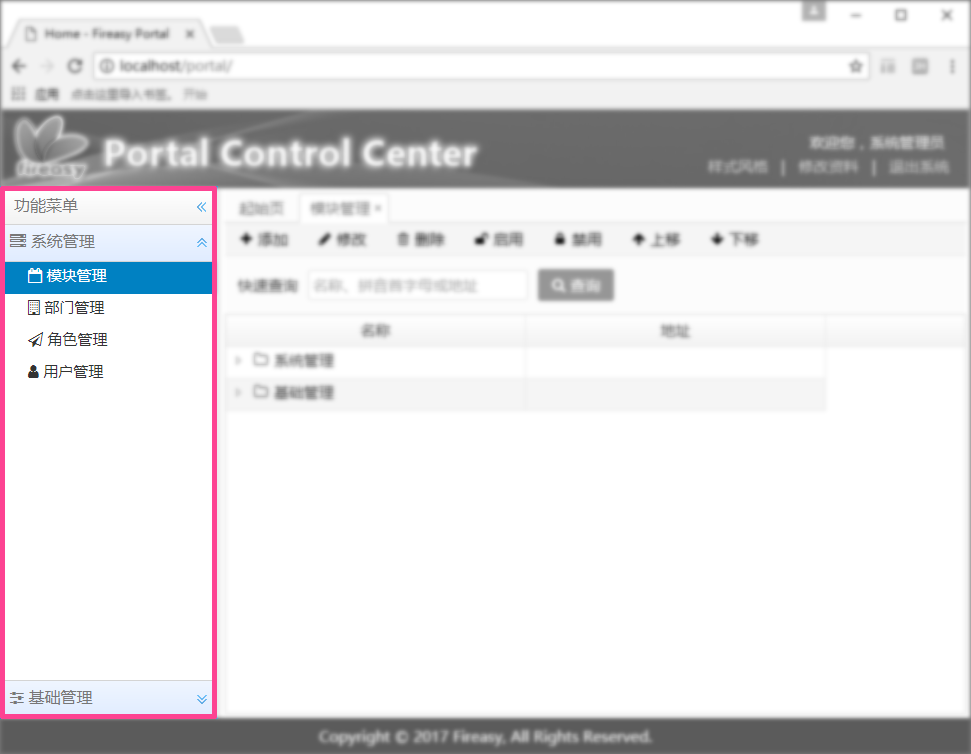 Home - Fireasy Portal
localhost/portal/
应用 点击这里导入书签。 开始
fireasy
Portal Control Center
欢迎您，系统管理员
样式风格 | 修改资料 | 退出系统
功能菜单
系统管理
模块管理
部门管理
角色管理
用户管理
基础管理
起始页 模块管理
添加 修改 删除 启用 禁用 上移 下移
快速查询 名称、拼音首字母或地址 查询
名称 地址
系统管理
基础管理
Copyright © 2017 Fireasy, All Rights Reserved.